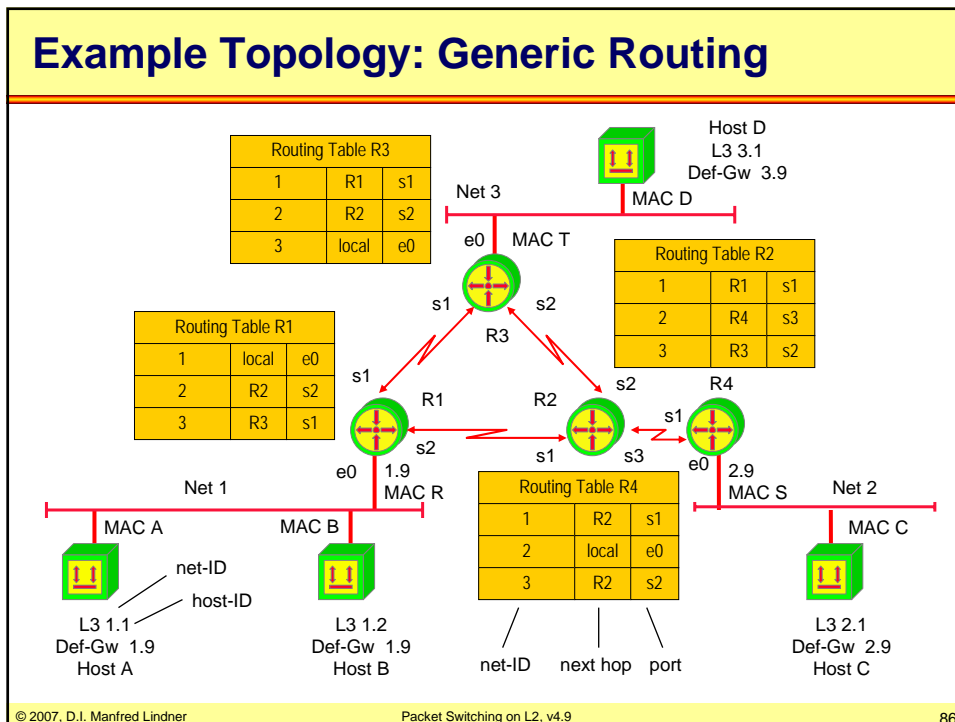 Example Topology: Generic Routing
Host D
L3 3.1
Def-Gw 3.9
Routing Table R3
1 R1 s1
2 R2 s2
3 local e0
Net 3
MAC D
e0
MAC T
Routing Table R2
1 R1 s1
2 R4 s3
3 R3 s2
s1
s2
R3
Routing Table R1
1 local e0
2 R2 s2
3 R3 s1
s1
R1
s2
R2
s2
R4
s1
s1
s3
e0
e0
1.9
MAC R
2.9
MAC S
Net 1
Net 2
Routing Table R4
1 R2 s1
2 local e0
3 R2 s2
MAC A
MAC B
MAC C
net-ID
host-ID
L3 1.1
Def-Gw 1.9
Host A
L3 1.2
Def-Gw 1.9
Host B
net-ID
next hop
port
L3 2.1
Def-Gw 2.9
Host C
© 2007, D.I. Manfred Lindner
Packet Switching on L2, v4.9
86